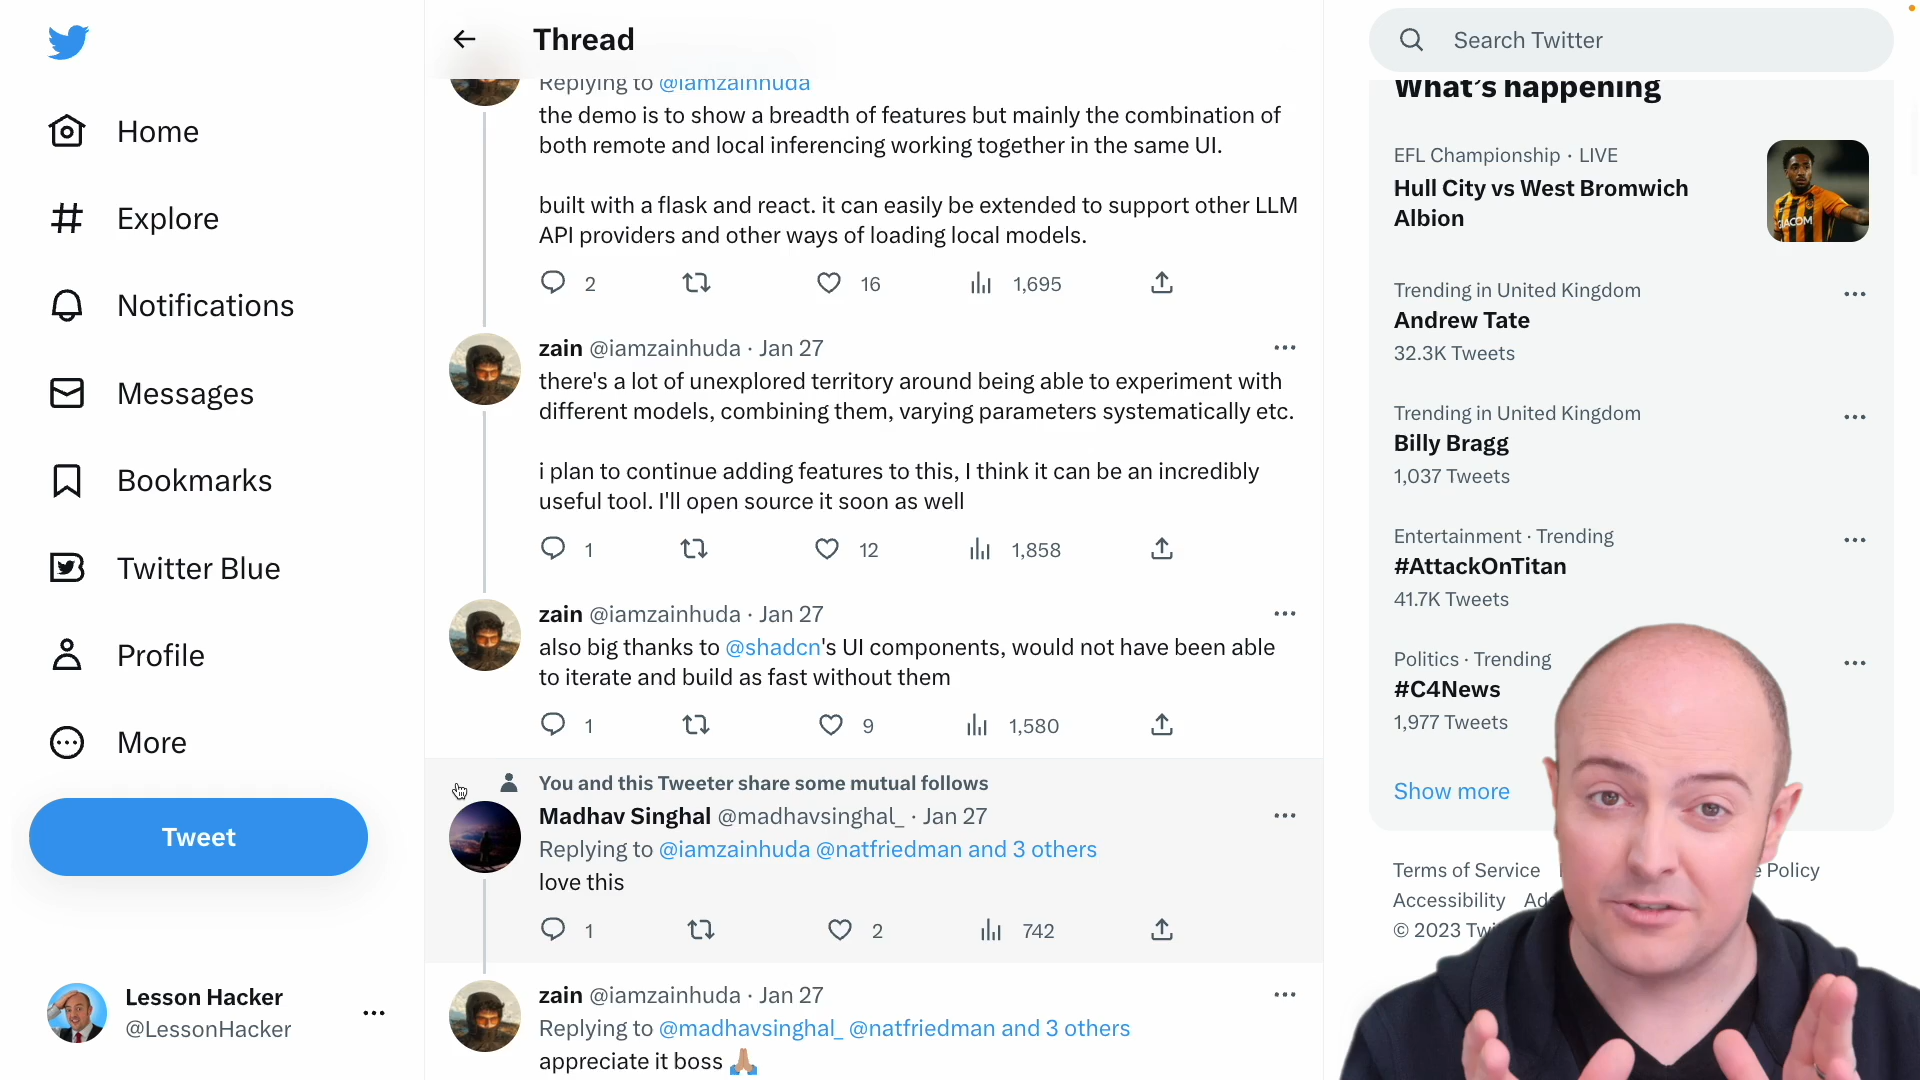 Home
Explore
Notifications
Messages
Bookmarks
Twitter Blue
Profile
More
Tweet
Lesson Hacker
@LessonHacker
Thread
Replying to @iamzainhuda
the demo is to show a breadth of features but mainly the combination of
both remote and local inferencing working together in the same UI.
built with a flask and react. it can easily be extended to support other LLM
API providers and other ways of loading local models.
2 16 1,695
zain @iamzainhuda · Jan 27
there's a lot of unexplored territory around being able to experiment with
different models, combining them, varying parameters systematically etc.
i plan to continue adding features to this, I think it can be an incredibly
useful tool. I'll open source it soon as well
1 12 1,858
zain @iamzainhuda · Jan 27
also big thanks to @shadcn's UI components, would not have been able
to iterate and build as fast without them
1 9 1,580
You and this Tweeter share some mutual follows
Madhav Singhal @madhavsinghal_ · Jan 27
Replying to @iamzainhuda @natfriedman and 3 others
love this
1 2 742
zain @iamzainhuda · Jan 27
Replying to @madhavsinghal_ @natfriedman and 3 others
appreciate it boss 🙏🏽
Search Twitter
What's happening
EFL Championship · LIVE
Hull City vs West Bromwich
Albion
Trending in United Kingdom
Andrew Tate
32.3K Tweets
Trending in United Kingdom
Billy Bragg
1,037 Tweets
Entertainment · Trending
#AttackOnTitan
41.7K Tweets
Politics · Trending
#C4News
1,977 Tweets
Show more
Terms of Service Policy
Accessibility
© 2023